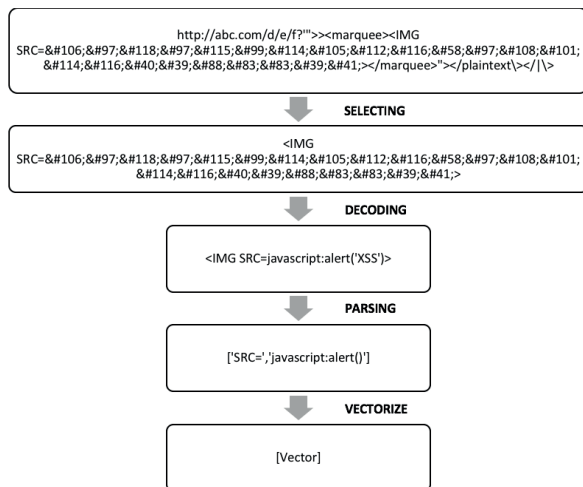 http://abc.com/d/e/f?'">><marquee><IMG
SRC=&#106;&#97;&#118;&#97;&#115;&#99;&#114;&#105;&#112;&#116;&#58;&#97;&#108;&#101;
&#114;&#116;&#40;&#39;&#88;&#83;&#83;&#39;&#41;></marquee>"></plaintext\></|\>
SELECTING
<IMG
SRC=&#106;&#97;&#118;&#97;&#115;&#99;&#114;&#105;&#112;&#116;&#58;&#97;&#108;&#101;
&#114;&#116;&#40;&#39;&#88;&#83;&#83;&#39;&#41;>
DECODING
<IMG SRC=javascript:alert('XSS')>
PARSING
['SRC=','javascript:alert()']
VECTORIZE
[Vector]